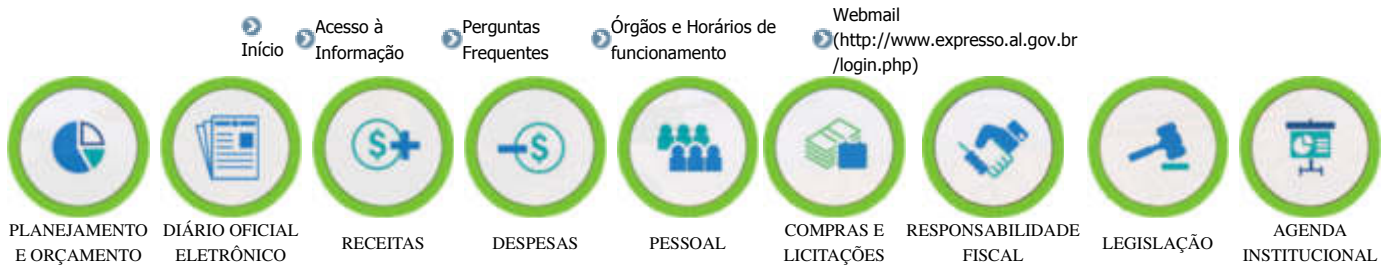 Início
Acesso à
Informação
Perguntas
Frequentes
Órgãos e Horários de
funcionamento
Webmail
(http://www.expresso.al.gov.br
/login.php)
PLANEJAMENTO
E ORÇAMENTO
DIÁRIO OFICIAL
ELETRÔNICO
RECEITAS
DESPESAS
PESSOAL
COMPRAS E
LICITAÇÕES
RESPONSABILIDADE
FISCAL
LEGISLAÇÃO
AGENDA
INSTITUCIONAL